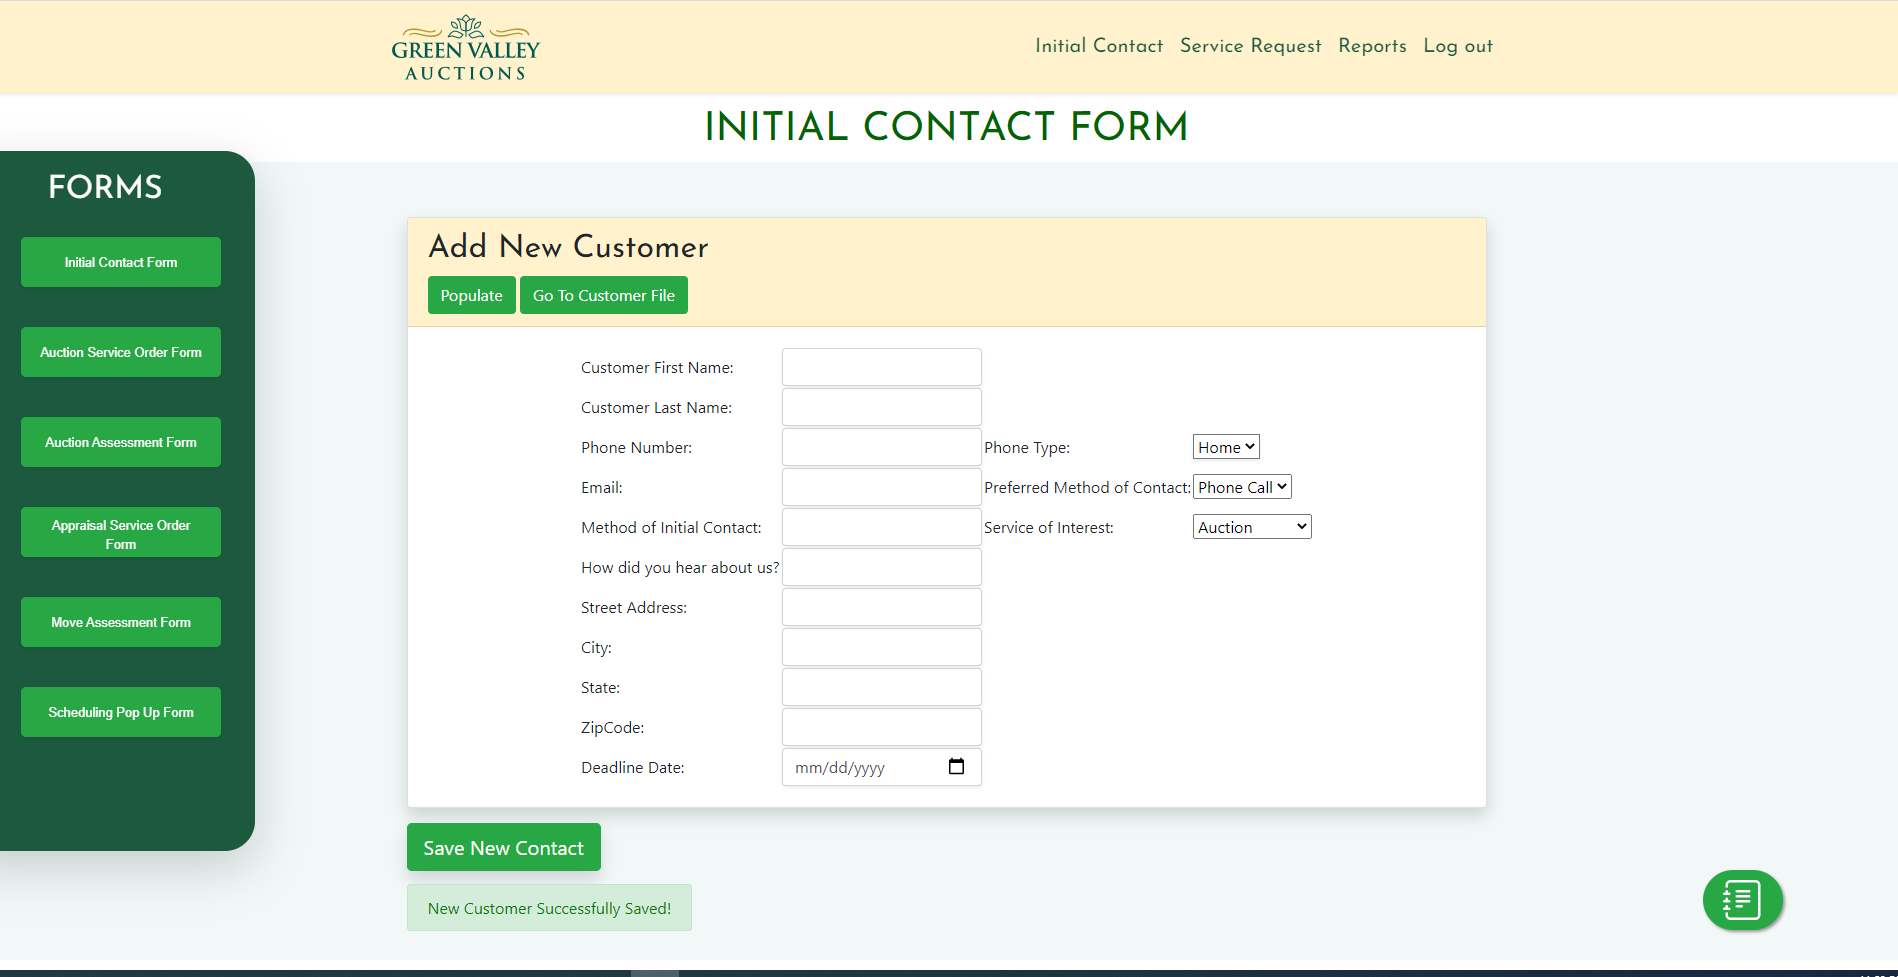 GREEN VALLEY
AUCTIONS
Initial Contact Service Request Reports Log out
INITIAL CONTACT FORM
FORMS
Initial Contact Form
Auction Service Order Form
Auction Assessment Form
Appraisal Service Order
Form
Move Assessment Form
Scheduling Pop Up Form
Add New Customer
Populate Go To Customer File
Customer First Name:
Customer Last Name:
Phone Number: Phone Type: Home
Email: Preferred Method of Contact: Phone Call
Method of Initial Contact: Service of Interest: Auction
How did you hear about us?
Street Address:
City:
State:
ZipCode:
Deadline Date: mm/dd/yyyy
Save New Contact
New Customer Successfully Saved!